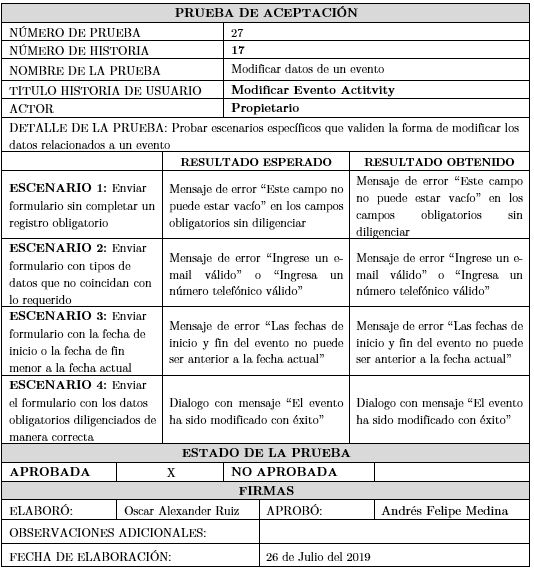 PRUEBA DE ACEPTACIÓN
NÚMERO DE PRUEBA 27
NÚMERO DE HISTORIA 17
NOMBRE DE LA PRUEBA Modificar datos de un evento
TÍTULO HISTORIA DE USUARIO Modificar Evento Actitvity
ACTOR Propietario
DETALLE DE LA PRUEBA: Probar escenarios específicos que validen la forma de modificar los
datos relacionados a un evento
RESULTADO ESPERADO RESULTADO OBTENIDO
ESCENARIO 1: Enviar
formulario sin completar un
registro obligatorio
Mensaje de error “Este campo no
puede estar vacío” en los campos
obligatorios sin diligenciar
Mensaje de error “Este campo
no puede estar vacío” en los
campos obligatorios sin
diligenciar
ESCENARIO 2: Enviar
formulario con tipos de
datos que no coincidan con
lo requerido
Mensaje de error “Ingrese un e-
mail válido” o “Ingresa un
número telefónico válido”
Mensaje de error “Ingrese un e-
mail válido” o “Ingresa un
número telefónico válido”
ESCENARIO 3: Enviar
formulario con la fecha de
inicio o la fecha de fin
menor a la fecha actual
Mensaje de error “Las fechas de
inicio y fin del evento no puede
ser anterior a la fecha actual”
Mensaje de error “Las fechas de
inicio y fin del evento no puede
ser anterior a la fecha actual”
ESCENARIO 4: Enviar
el formulario con los datos
obligatorios diligenciados de
manera correcta
Dialogo con mensaje “El evento
ha sido modificado con éxito”
Dialogo con mensaje “El evento
ha sido modificado con éxito”
ESTADO DE LA PRUEBA
APROBADA X NO APROBADA
FIRMAS
ELABORÓ: Oscar Alexander Ruiz APROBÓ: Andrés Felipe Medina
OBSERVACIONES ADICIONALES:
FECHA DE ELABORACIÓN: 26 de Julio del 2019